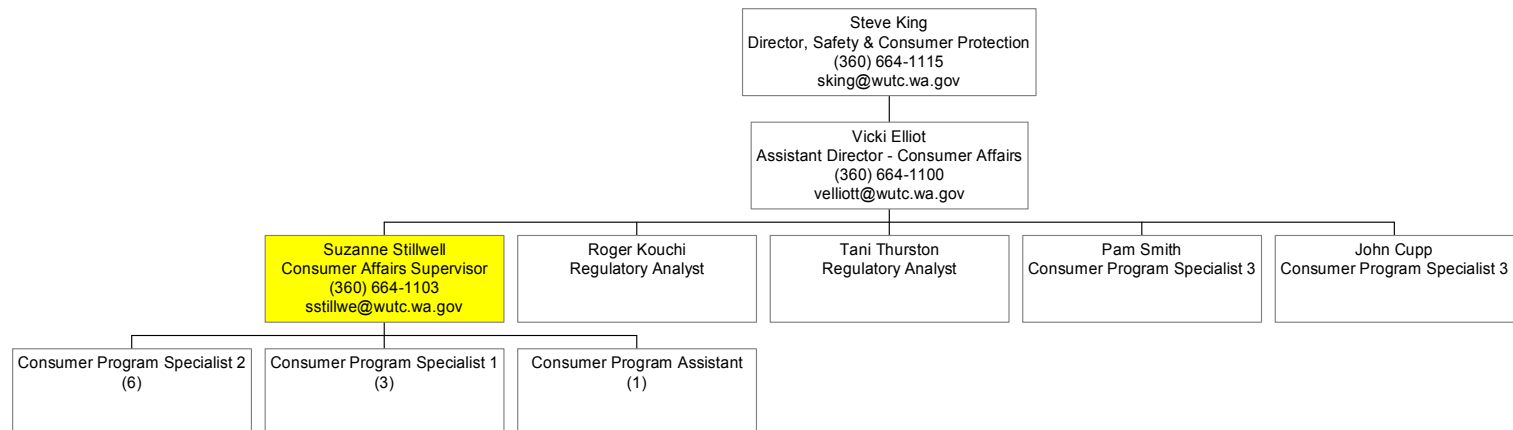 Steve King
Director, Safety & Consumer Protection
(360) 664-1115
sking@wutc.wa.gov
Vicki Elliot
Assistant Director - Consumer Affairs
(360) 664-1100
velliott@wutc.wa.gov
Suzanne Stillwell
Consumer Affairs Supervisor
(360) 664-1103
sstillwe@wutc.wa.gov
Roger Kouchi
Regulatory Analyst
Tani Thurston
Regulatory Analyst
Pam Smith
Consumer Program Specialist 3
John Cupp
Consumer Program Specialist 3
Consumer Program Specialist 2
(6)
Consumer Program Specialist 1
(3)
Consumer Program Assistant
(1)